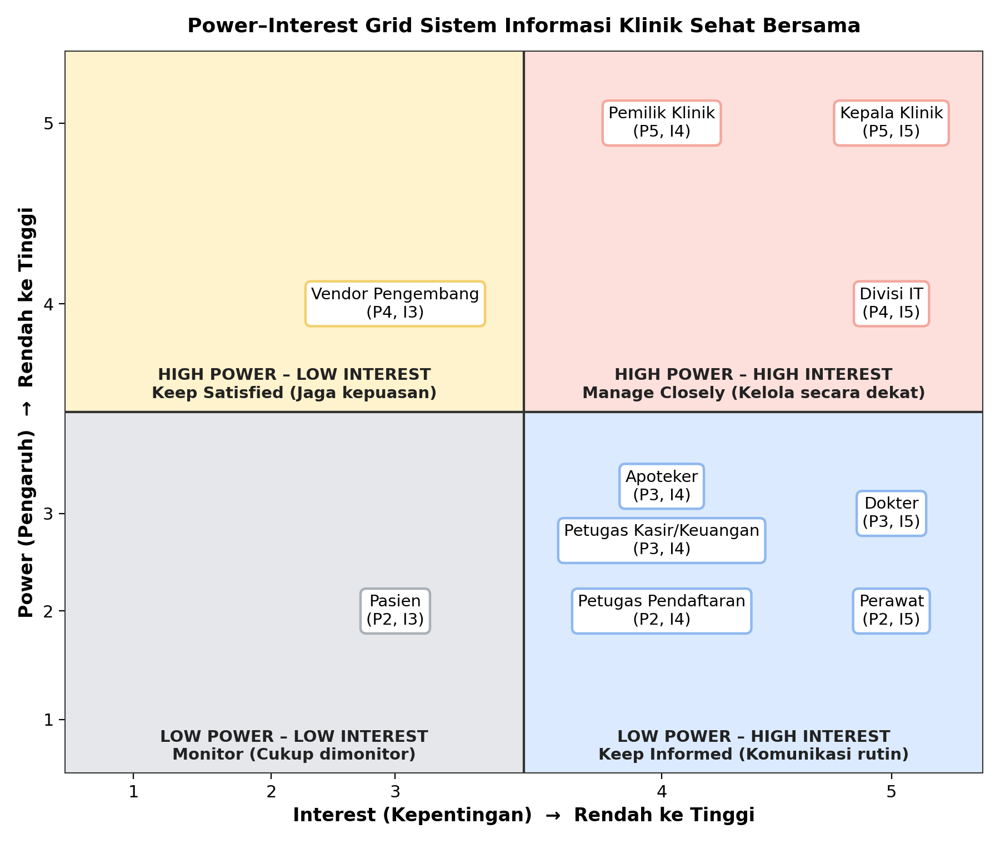 Power–Interest Grid Sistem Informasi Klinik Sehat Bersama
Power (Pengaruh) → Rendah ke Tinggi
5
4
3
2
1
Pemilik Klinik
(P5, I4)
Kepala Klinik
(P5, I5)
Vendor Pengembang
(P4, I3)
Divisi IT
(P4, I5)
HIGH POWER – LOW INTEREST
Keep Satisfied (Jaga kepuasan)
HIGH POWER – HIGH INTEREST
Manage Closely (Kelola secara dekat)
Apoteker
(P3, I4)
Dokter
(P3, I5)
Petugas Kasir/Keuangan
(P3, I4)
Pasien
(P2, I3)
Petugas Pendaftaran
(P2, I4)
Perawat
(P2, I5)
LOW POWER – LOW INTEREST
Monitor (Cukup dimonitor)
LOW POWER – HIGH INTEREST
Keep Informed (Komunikasi rutin)
1 2 3 4 5
Interest (Kepentingan) → Rendah ke Tinggi